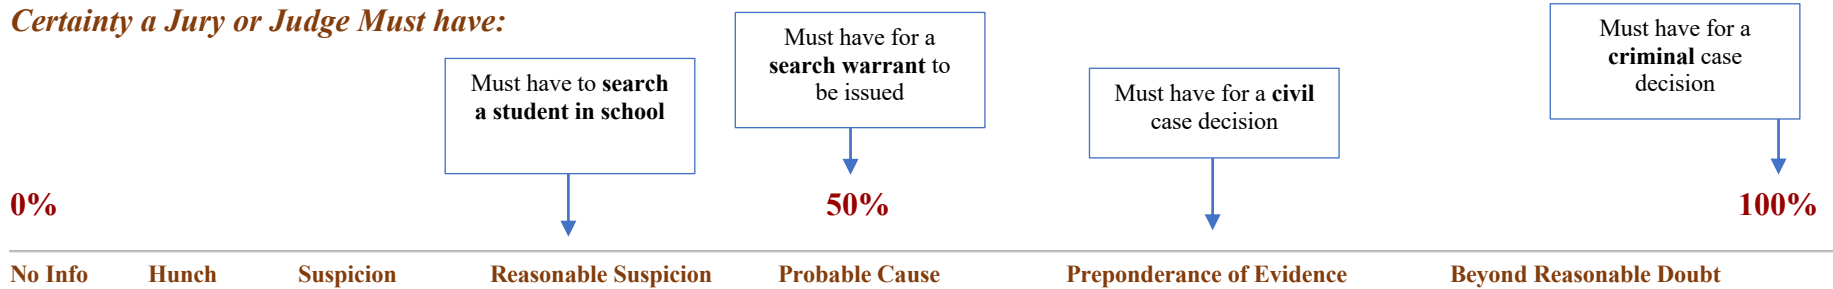 Certainty a Jury or Judge Must have:
Must have to search
a student in school
Must have for a
search warrant to
be issued
Must have for a civil
case decision
Must have for a
criminal case
decision
0%
50%
100%
No Info
Hunch
Suspicion
Reasonable Suspicion
Probable Cause
Preponderance of Evidence
Beyond Reasonable Doubt